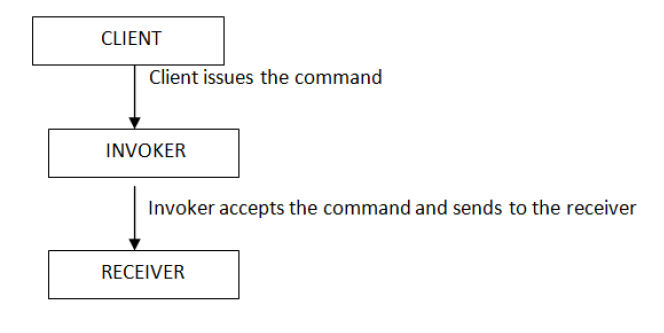 CLIENT
Client issues the command
INVOKER
Invoker accepts the command and sends to the receiver
RECEIVER